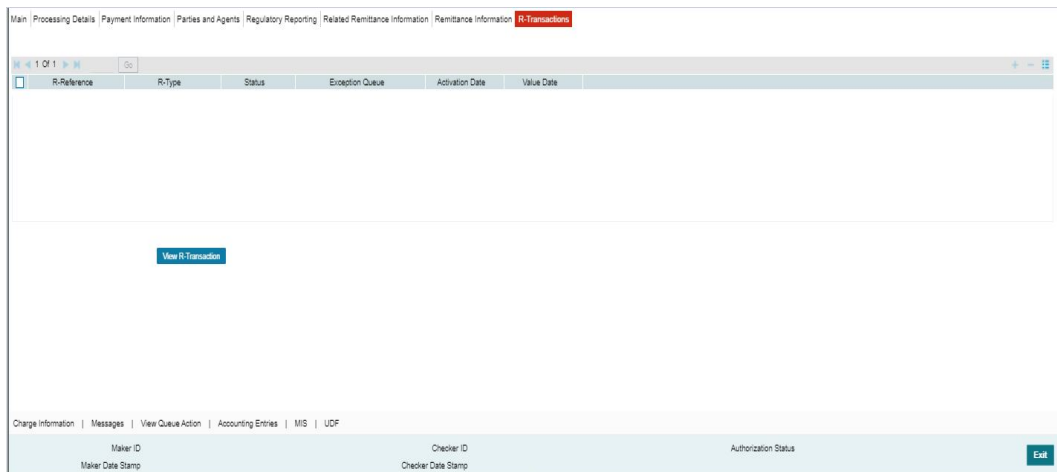 Main Processing Details Payment Information Parties and Agents Regulatory Reporting Related Remittance Information Remittance Information R-Transactions
1 Of 1 Go
R-Reference R-Type Status Exception Queue Activation Date Value Date
View R-Transaction
Charge Information | Messages | View Queue Action | Accounting Entries | MIS | UDF
Maker ID Checker ID Authorization Status
Exit
Maker Date Stamp Checker Date Stamp